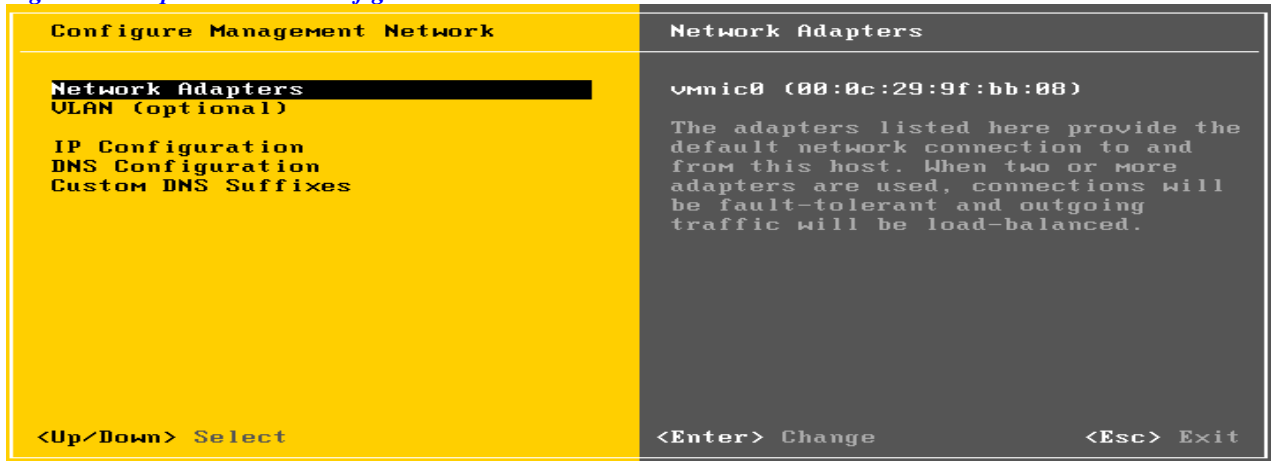 Configure Management Network
Network Adapters
Network Adapters
VLAN (optional)
IP Configuration
DNS Configuration
Custom DNS Suffixes
vmnic0 (00:0c:29:9f:bb:08)
The adapters listed here provide the
default network connection to and
from this host. When two or more
adapters are used, connections will
be fault-tolerant and outgoing
traffic will be load-balanced.
<Up/Down> Select
<Enter> Change
<Esc> Exit